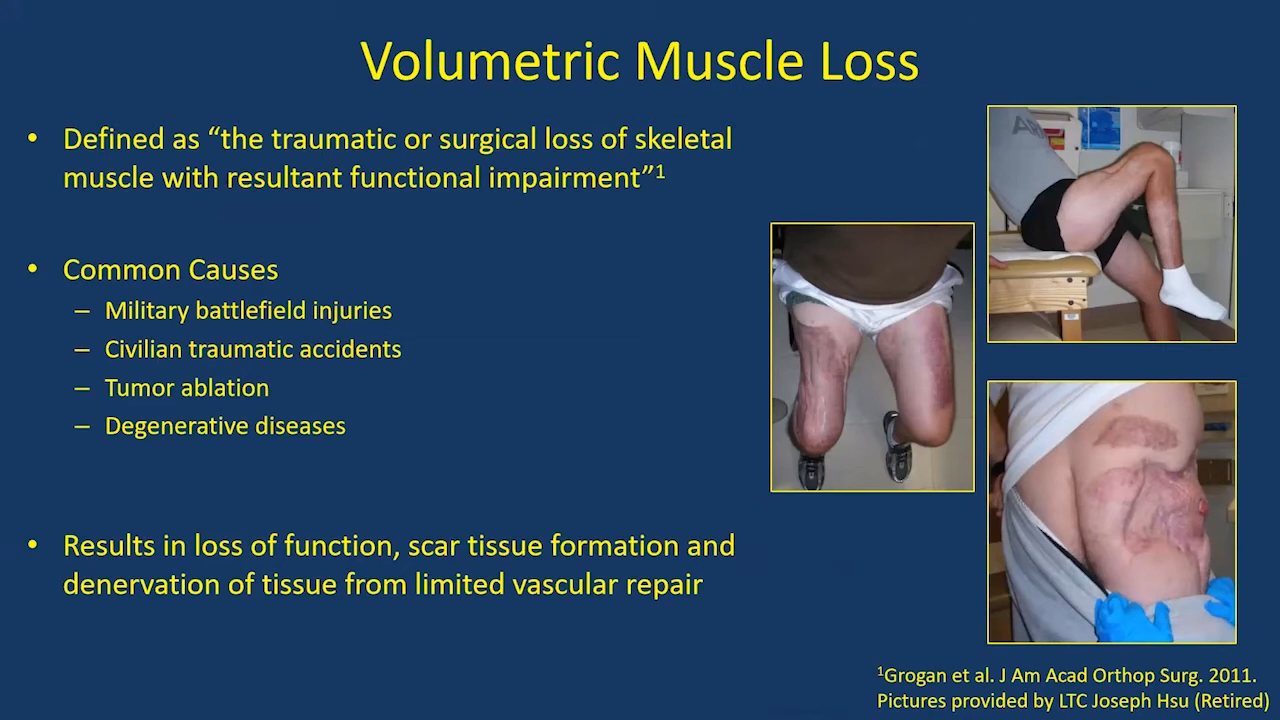 Volumetric Muscle Loss
• Defined as “the traumatic or surgical loss of skeletal
muscle with resultant functional impairment”1
• Common Causes
– Military battlefield injuries
– Civilian traumatic accidents
– Tumor ablation
– Degenerative diseases
• Results in loss of function, scar tissue formation and
denervation of tissue from limited vascular repair
1Grogan et al. J Am Acad Orthop Surg. 2011.
Pictures provided by LTC Joseph Hsu (Retired)